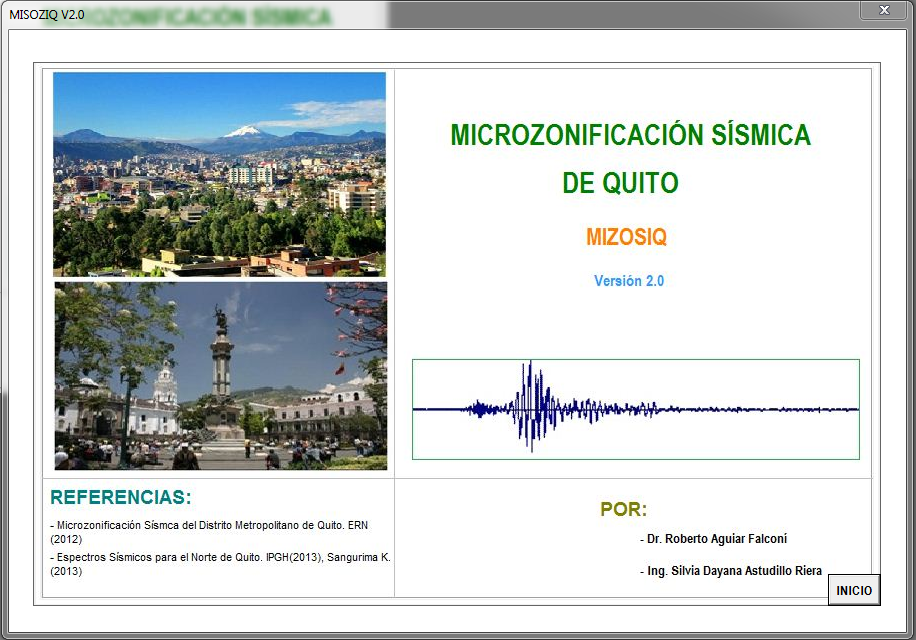 MISOZIQ V2.0
MICROZONIFICACIÓN SÍSMICA
DE QUITO
MIZOSIQ
Versión 2.0
REFERENCIAS:
- Microzonificación Sísmca del Distrito Metropolitano de Quito. ERN
(2012)
- Espectros Sísmicos para el Norte de Quito. IPGH(2013), Sangurima K.
(2013)
POR:
- Dr. Roberto Aguiar Falconí
- Ing. Silvia Dayana Astudillo Riera
INICIO